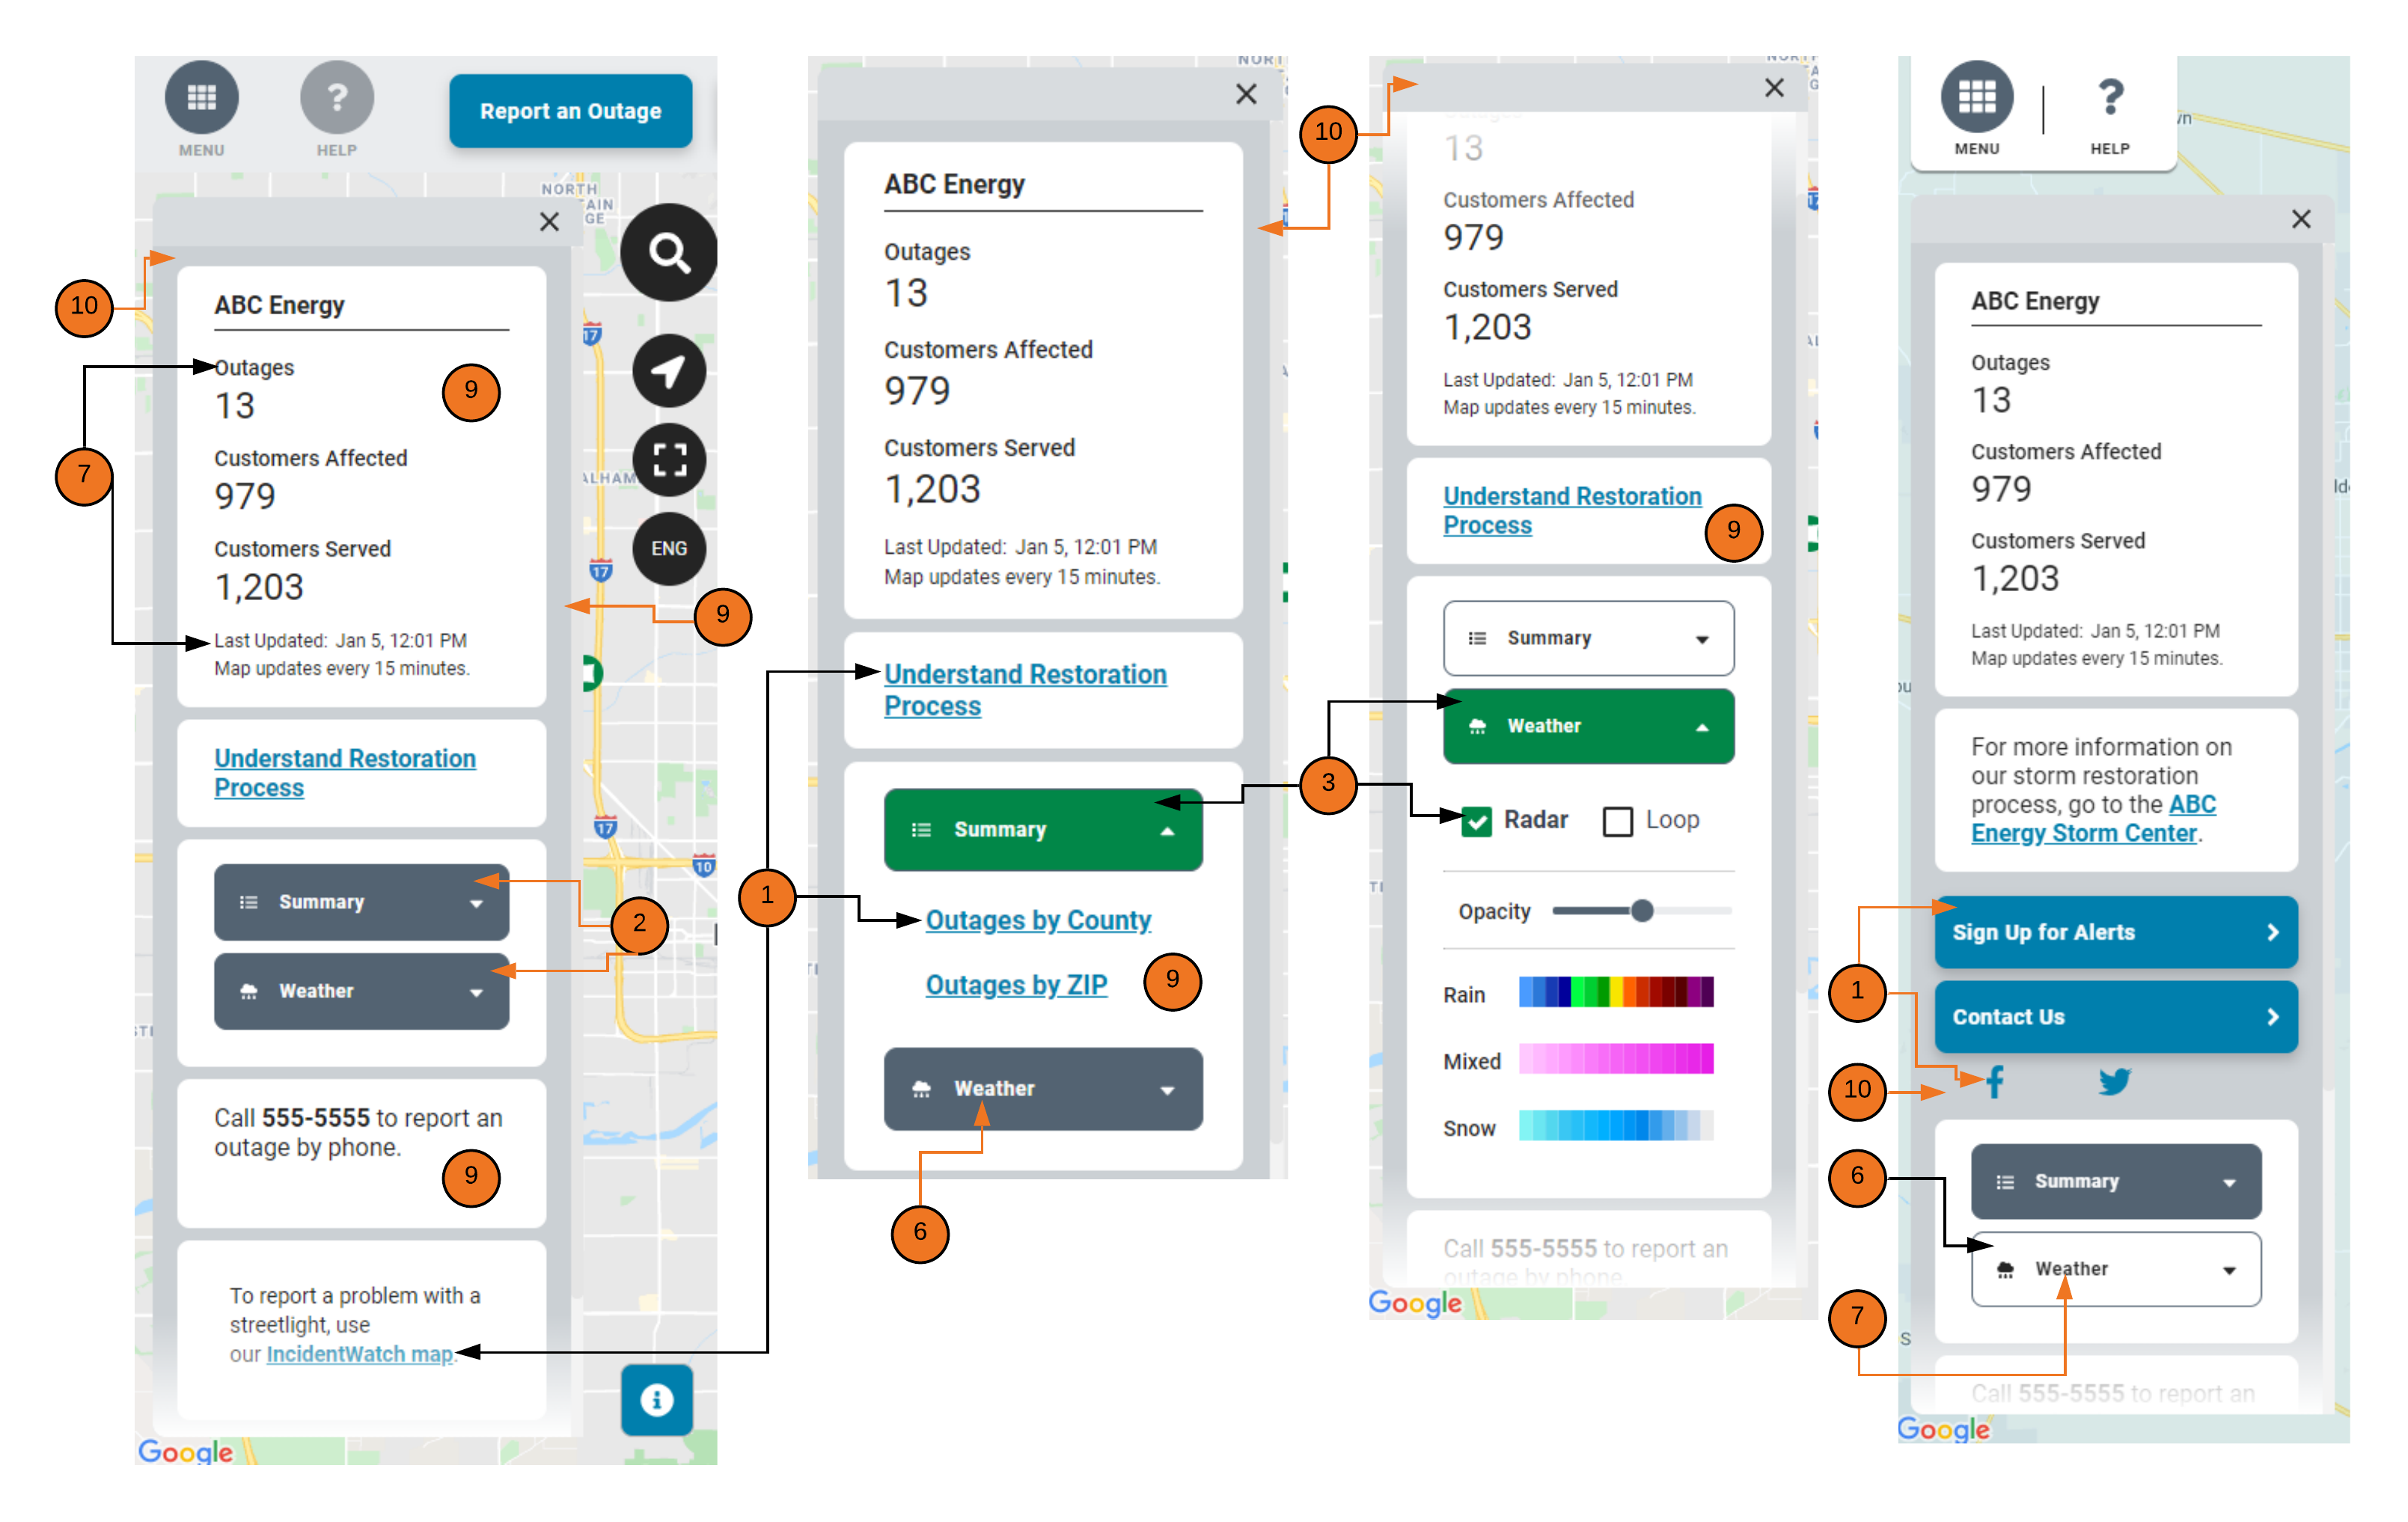 MENU
HELP
Report an Outage
NORTH
AIN
GE
ABC Energy
Outages
13
Customers Affected
979
Customers Served
1,203
Last Updated: Jan 5, 12:01 PM
Map updates every 15 minutes.
Understand Restoration
Process
Summary
Weather
Call 555-5555 to report an
outage by phone.
To report a problem with a
streetlight, use
our IncidentWatch map.
ENG
ALHAM
17
17
17
10
Google
10
7
9
9
2
9
ABC Energy
Outages
13
Customers Affected
979
Customers Served
1,203
Last Updated: Jan 5, 12:01 PM
Map updates every 15 minutes.
Understand Restoration
Process
Summary
Outages by County
Outages by ZIP
Weather
1
9
6
10
3
13
Customers Affected
979
Customers Served
1,203
Last Updated: Jan 5, 12:01 PM
Map updates every 15 minutes.
Understand Restoration
Process
9
Summary
Weather
Radar
Loop
Opacity
Rain
Mixed
Snow
Call 555-5555 to report an
outage by phone.
Google
MENU
HELP
ABC Energy
Outages
13
Customers Affected
979
Customers Served
1,203
Last Updated: Jan 5, 12:01 PM
Map updates every 15 minutes.
For more information on
our storm restoration
process, go to the ABC
Energy Storm Center.
Sign Up for Alerts
Contact Us
Summary
Weather
Call 555-5555 to report an
Google
1
10
6
7